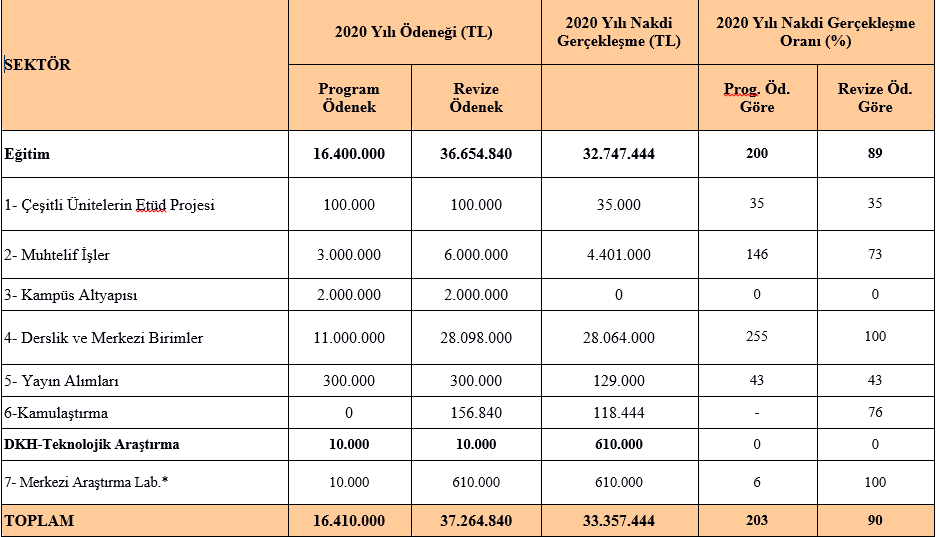 SEKTÖR
2020 Yılı Ödeneği (TL)
2020 Yılı Nakdi
Gerçekleşme (TL)
2020 Yılı Nakdi Gerçekleşme
Oranı (%)
Program
Ödenek
Revize
Ödenek
Prog. Öd.
Göre
Revize Öd.
Göre
Eğitim 16.400.000 36.654.840 32.747.444 200 89
1- Çeşitli Ünitelerin Etüd Projesi 100.000 100.000 35.000 35 35
2- Muhtelif İşler 3.000.000 6.000.000 4.401.000 146 73
3- Kampüs Altyapısı 2.000.000 2.000.000 0 0 0
4- Derslik ve Merkezi Birimler 11.000.000 28.098.000 28.064.000 255 100
5- Yayın Alımları 300.000 300.000 129.000 43 43
6-Kamulaştırma 0 156.840 118.444 - 76
DKH-Teknolojik Araştırma 10.000 10.000 610.000 0 0
7- Merkezi Araştırma Lab.* 10.000 610.000 610.000 6 100
TOPLAM 16.410.000 37.264.840 33.357.444 203 90